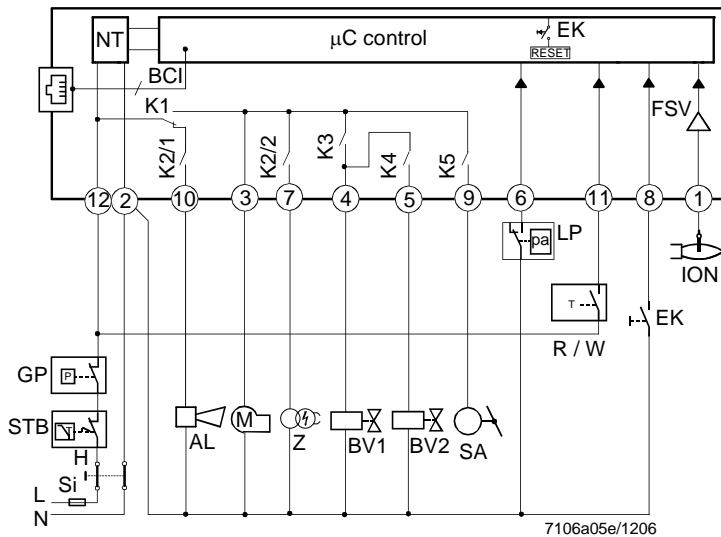 NT
µC control
EK
RESET
BCI
FSV
K1
K2/1
K2/2
K3
K4
K5
12
2
10
3
7
4
5
9
6
11
8
1
LP
pa
ION
T
R / W
EK
GP
P
STB
H
Si
L
N
AL
M
Z
BV1
BV2
SA
7106a05e/1206